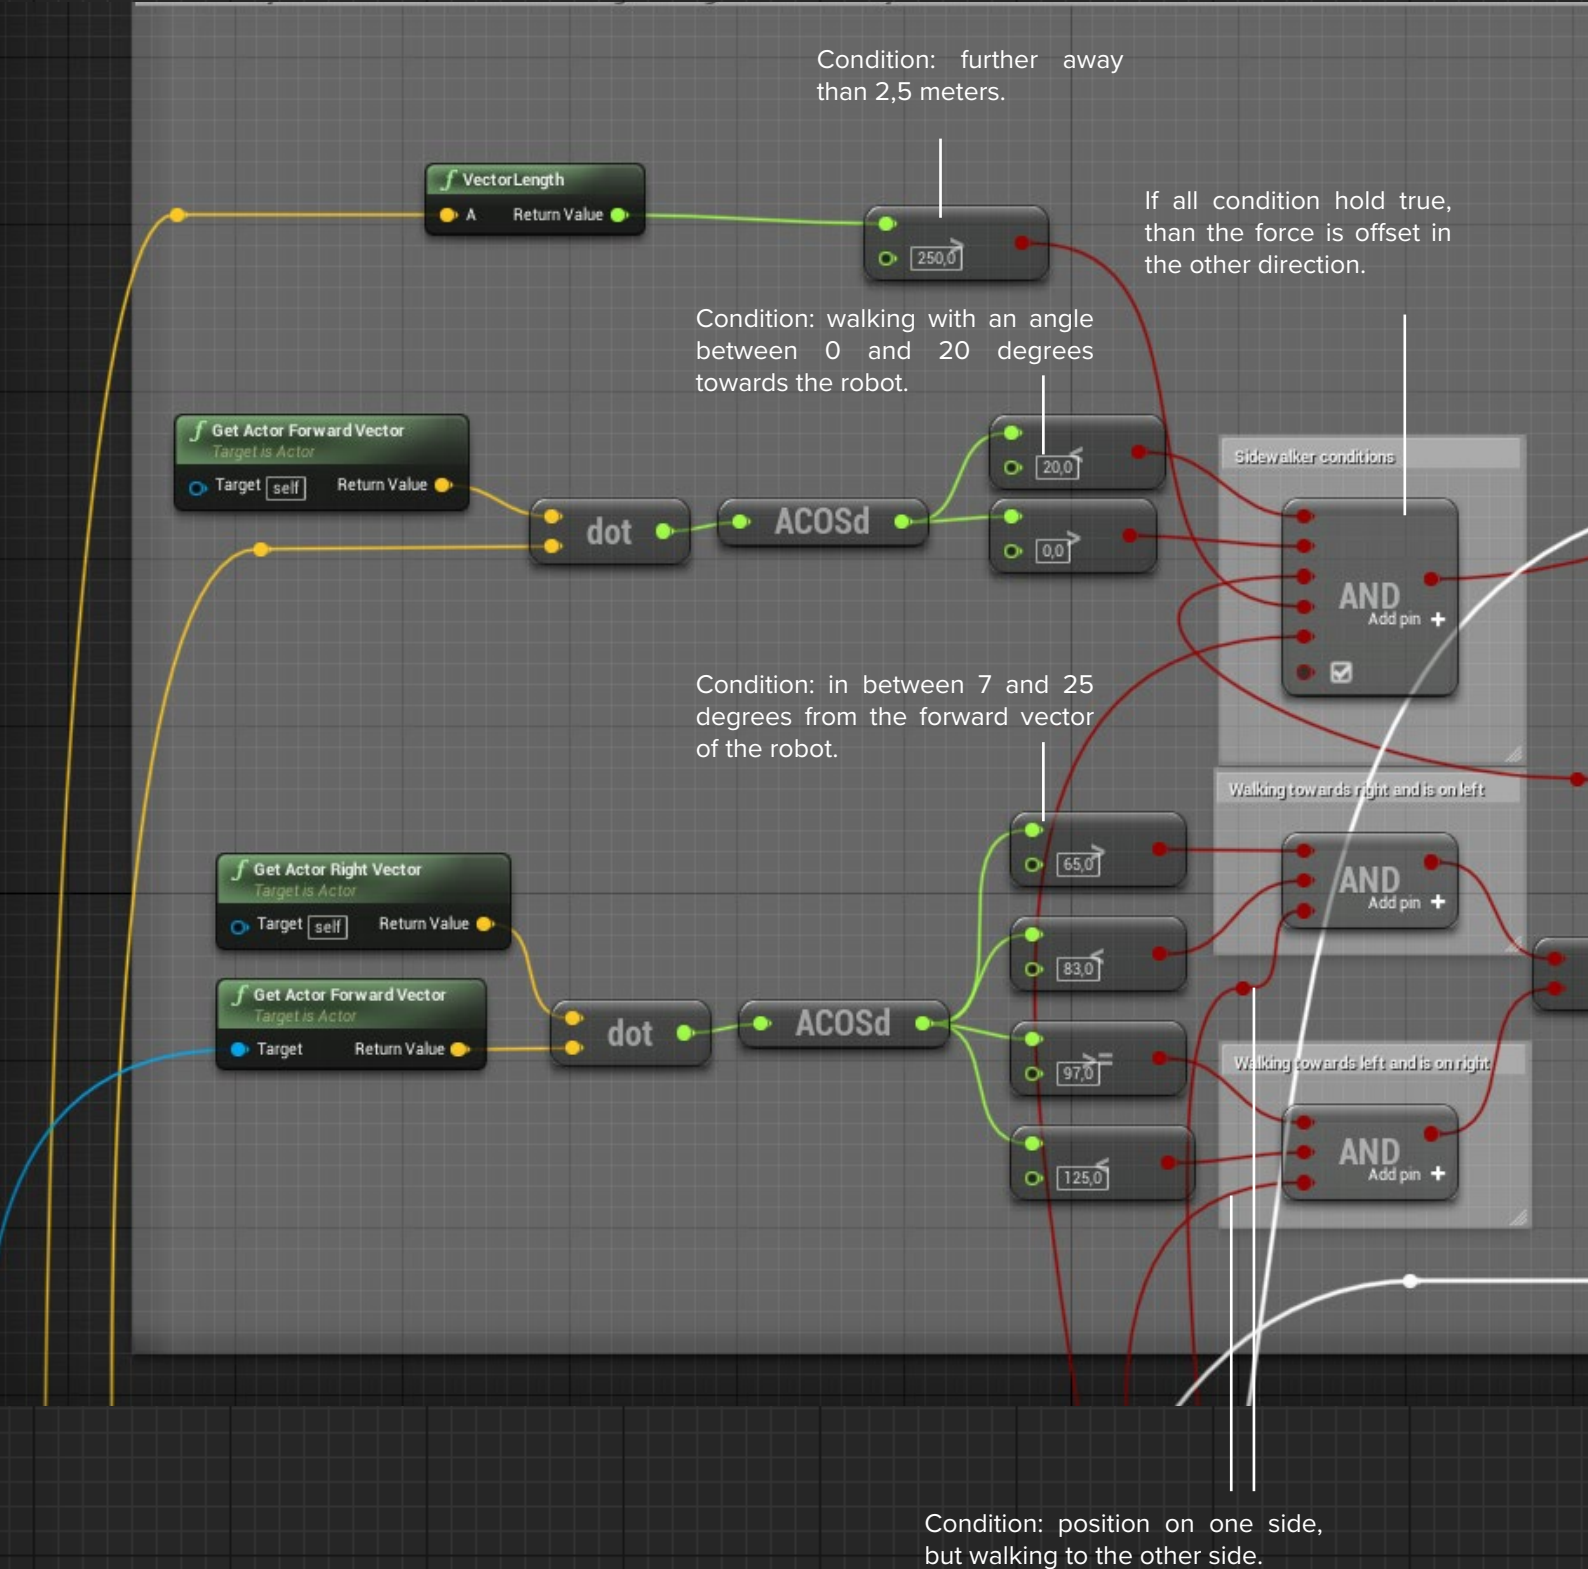 Condition: further away
than 2,5 meters.
f VectorLength
A Return Value
>
250,0
If all condition hold true,
than the force is offset in
the other direction.
Condition: walking with an angle
between 0 and 20 degrees
towards the robot.
f Get Actor Forward Vector
Target is Actor
Target self Return Value
dot
ACOSd
<
20,0
>
0,0
Sidewalker conditions
AND
Add pin +
Condition: in between 7 and 25
degrees from the forward vector
of the robot.
Walking towards right and is on left
AND
Add pin +
>
65,0
<
83,0
f Get Actor Right Vector
Target is Actor
Target self Return Value
f Get Actor Forward Vector
Target is Actor
Target Return Value
dot
ACOSd
>=
97,0
<
125,0
Walking towards left and is on right
AND
Add pin +
Condition: position on one side,
but walking to the other side.